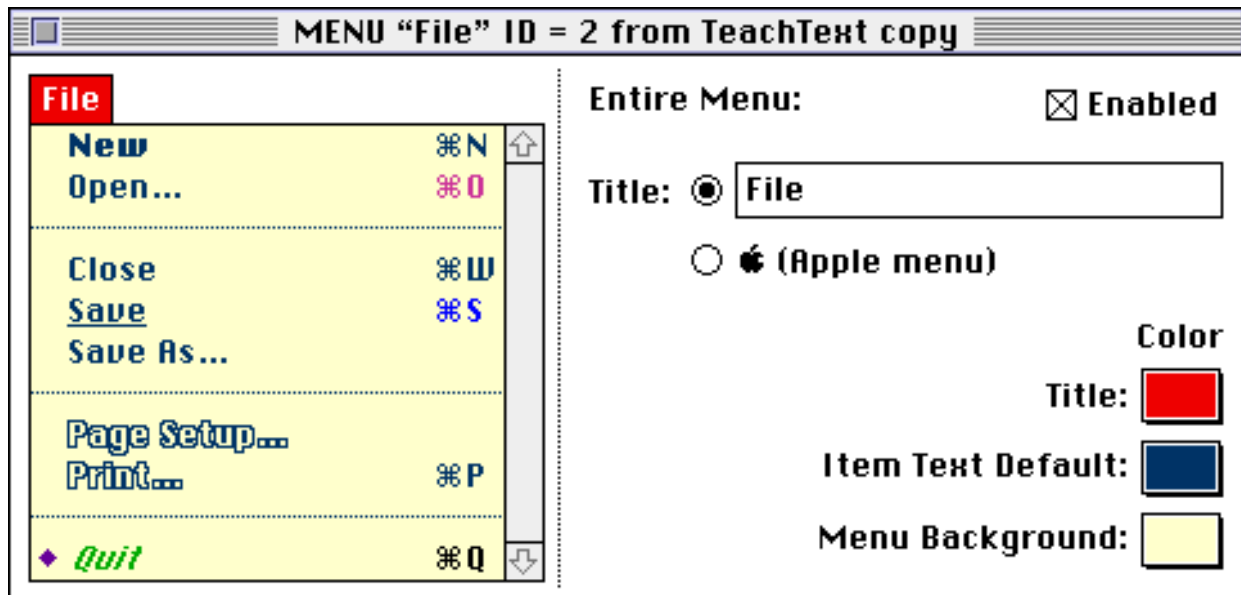 MENU “File” ID = 2 from TeachText copy
File
New ⌘N
Open... ⌘O
Close ⌘W
Save ⌘S
Save As...
Page Setup...
Print... ⌘P
Quit ⌘Q
Entire Menu:
Enabled
Title: File
(Apple menu)
Color
Title:
Item Text Default:
Menu Background: